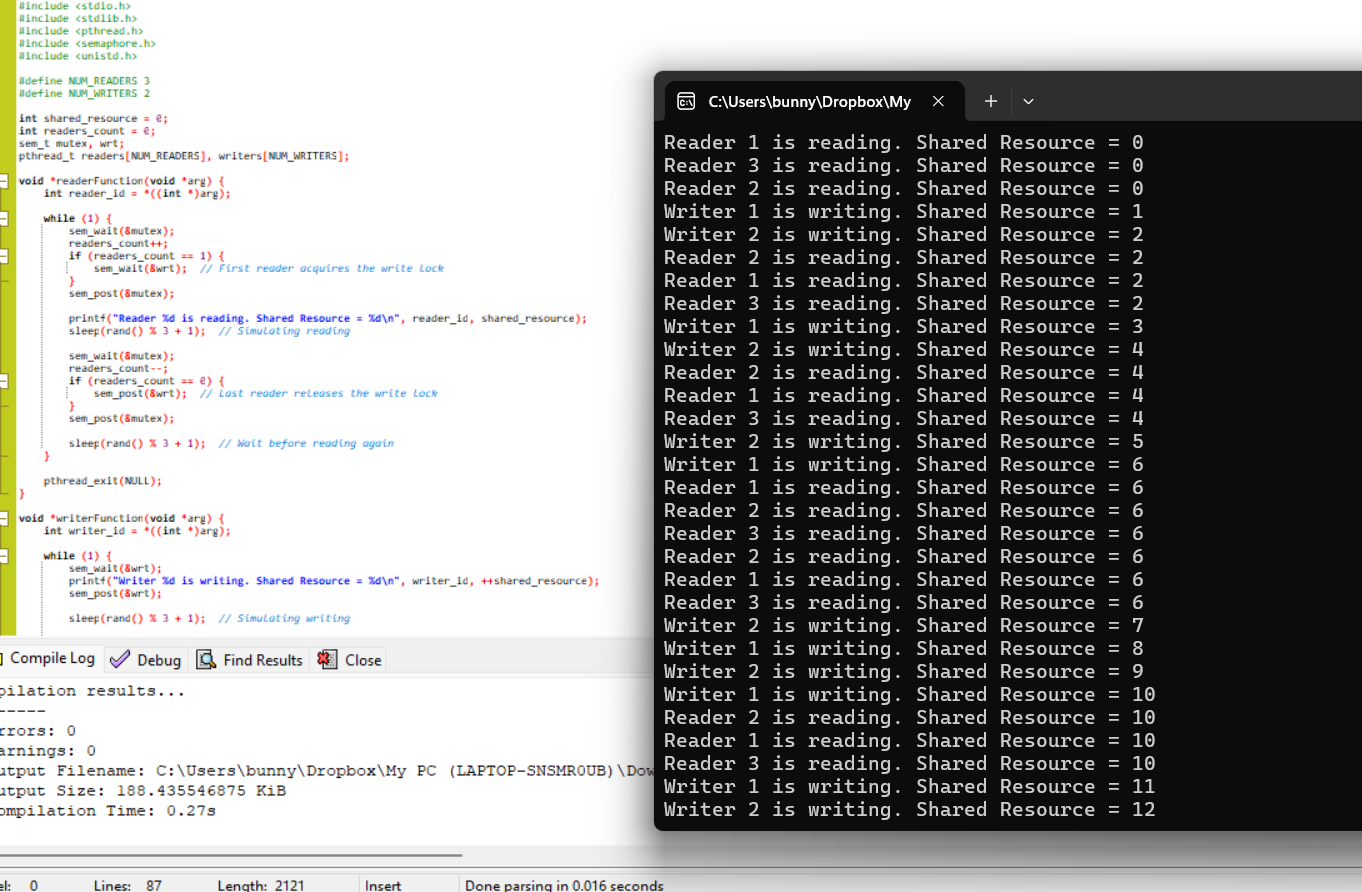 #include <stdio.h>
#include <stdlib.h>
#include <pthread.h>
#include <semaphore.h>
#include <unistd.h>
#define NUM_READERS 3
#define NUM_WRITERS 2
int shared_resource = 0;
int readers_count = 0;
sem_t mutex, wrt;
pthread_t readers[NUM_READERS], writers[NUM_WRITERS];
void *readerFunction(void *arg) {
int reader_id = *((int *)arg);
while (1) {
sem_wait(&mutex);
readers_count++;
if (readers_count == 1) {
sem_wait(&wrt);  // First reader acquires the write lock
}
sem_post(&mutex);
printf("Reader %d is reading. Shared Resource = %d\n", reader_id, shared_resource);
sleep(rand() % 3 + 1);  // Simulating reading
sem_wait(&mutex);
readers_count--;
if (readers_count == 0) {
sem_post(&wrt);  // Last reader releases the write lock
}
sem_post(&mutex);
sleep(rand() % 3 + 1);  // Wait before reading again
}
pthread_exit(NULL);
}
void *writerFunction(void *arg) {
int writer_id = *((int *)arg);
while (1) {
sem_wait(&wrt);
printf("Writer %d is writing. Shared Resource = %d\n", writer_id, ++shared_resource);
sem_post(&wrt);
sleep(rand() % 3 + 1);  // Simulating writing
Compile Log
Debug
Find Results
Close
pilation results...
-----
rrors: 0
arnings: 0
utput Filename: C:\Users\bunny\Dropbox\My PC (LAPTOP-SNSMR0UB)\Dow
utput Size: 188.435546875 KiB
ompilation Time: 0.27s
el: 0
Lines: 87
Length: 2121
Insert
Done parsing in 0.016 seconds
C:\Users\bunny\Dropbox\My
Reader 1 is reading. Shared Resource = 0
Reader 3 is reading. Shared Resource = 0
Reader 2 is reading. Shared Resource = 0
Writer 1 is writing. Shared Resource = 1
Writer 2 is writing. Shared Resource = 2
Reader 2 is reading. Shared Resource = 2
Reader 1 is reading. Shared Resource = 2
Reader 3 is reading. Shared Resource = 2
Writer 1 is writing. Shared Resource = 3
Writer 2 is writing. Shared Resource = 4
Reader 2 is reading. Shared Resource = 4
Reader 1 is reading. Shared Resource = 4
Reader 3 is reading. Shared Resource = 4
Writer 2 is writing. Shared Resource = 5
Writer 1 is writing. Shared Resource = 6
Reader 1 is reading. Shared Resource = 6
Reader 2 is reading. Shared Resource = 6
Reader 3 is reading. Shared Resource = 6
Reader 2 is reading. Shared Resource = 6
Reader 1 is reading. Shared Resource = 6
Reader 3 is reading. Shared Resource = 6
Writer 2 is writing. Shared Resource = 7
Writer 1 is writing. Shared Resource = 8
Writer 2 is writing. Shared Resource = 9
Writer 1 is writing. Shared Resource = 10
Reader 2 is reading. Shared Resource = 10
Reader 1 is reading. Shared Resource = 10
Reader 3 is reading. Shared Resource = 10
Writer 1 is writing. Shared Resource = 11
Writer 2 is writing. Shared Resource = 12